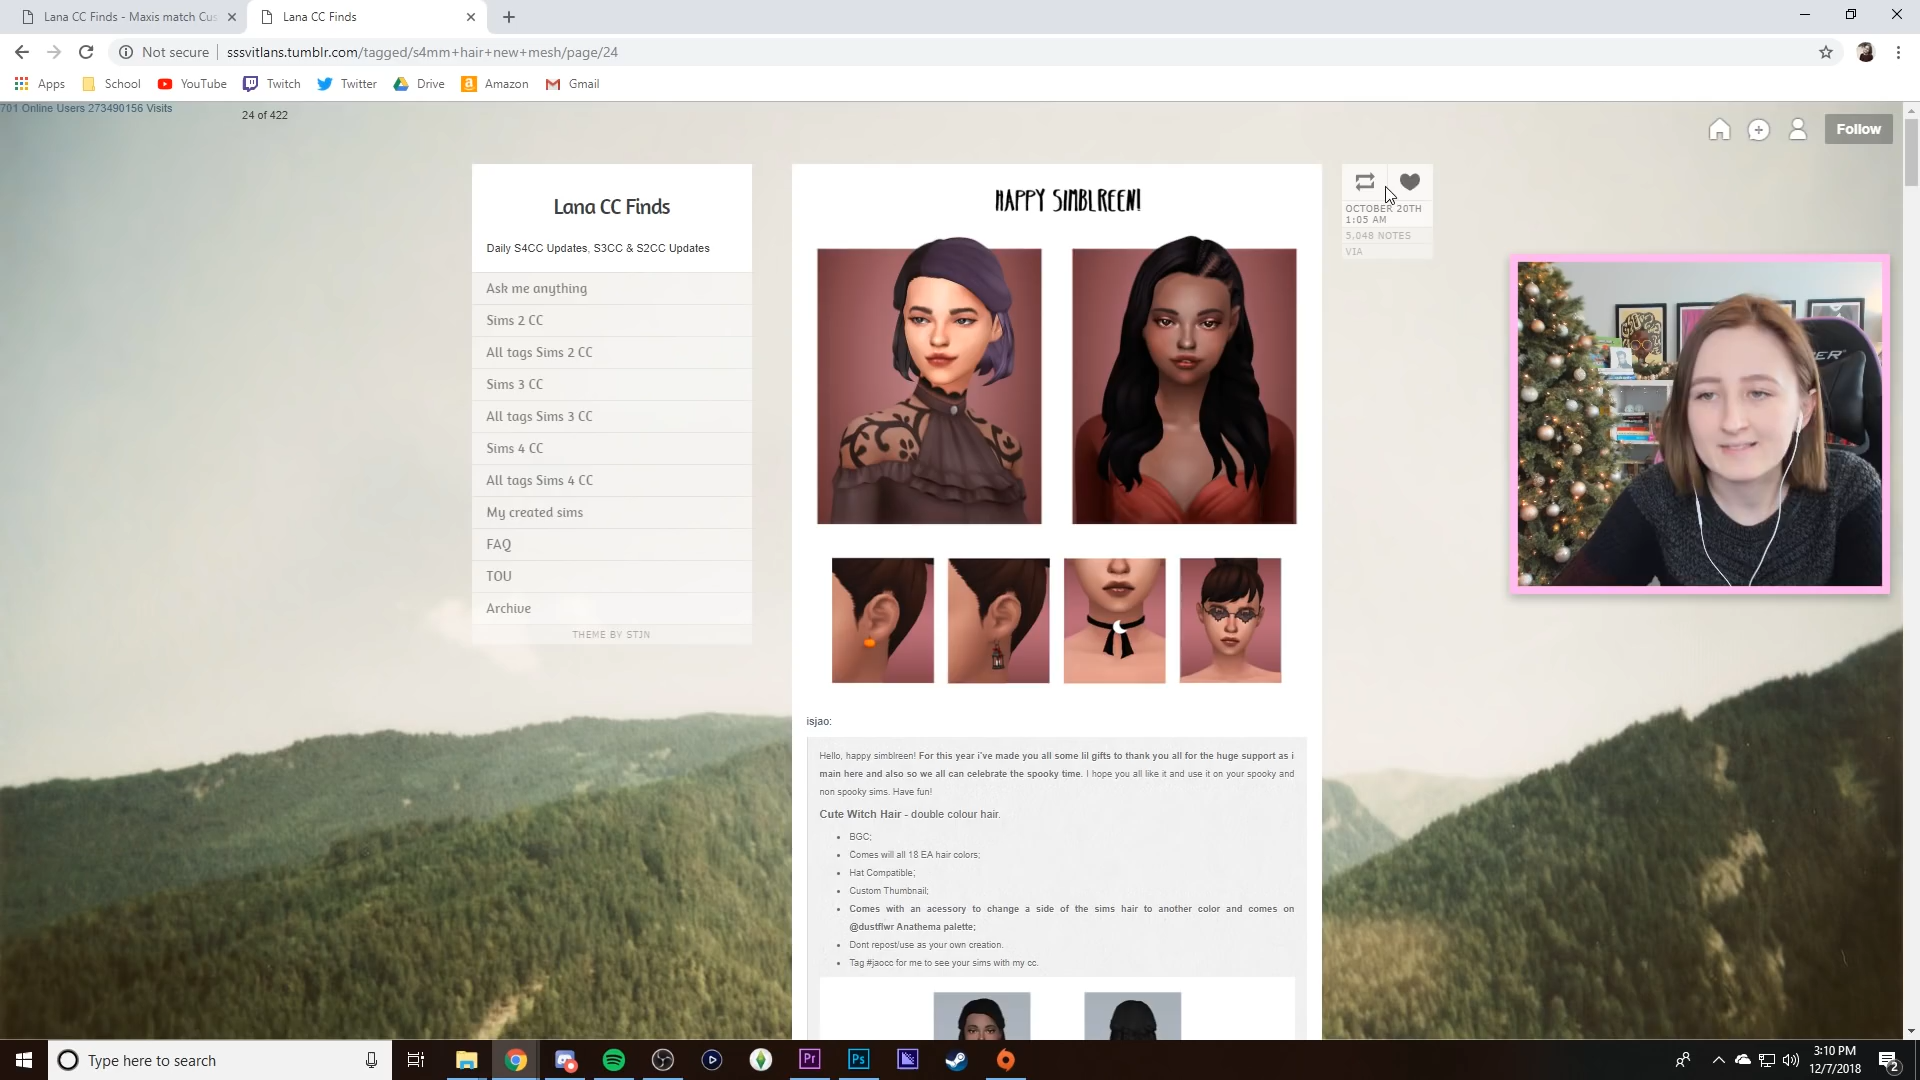 Lana CC Finds - Maxis match Cus
Lana CC Finds
Not secure
sssvitlans.tumblr.com/tagged/s4mm+hair+new+mesh/page/24
Apps
School
YouTube
Twitch
Twitter
Drive
Amazon
Gmail
701 Online Users 273490156 Visits
24 of 422
Follow
Lana CC Finds
Daily S4CC Updates, S3CC & S2CC Updates
Ask me anything
Sims 2 CC
All tags Sims 2 CC
Sims 3 CC
All tags Sims 3 CC
Sims 4 CC
All tags Sims 4 CC
My created sims
FAQ
TOU
Archive
THEME BY STIN
HAPPY SIMBLREEN!
OCTOBER 20TH
1:05 AM
5,048 NOTES
VIA
isjao:
Hello, happy simblreen! For this year i've made you all some lil gifts to thank you all for the huge support as i
main here and also so we all can celebrate the spooky time. I hope you all like it and use it on your spooky and
non spooky sims. Have fun!
Cute Witch Hair - double colour hair.
BGC;
Comes will all 18 EA hair colors;
Hat Compatible;
Custom Thumbnail;
Comes with an acessory to change a side of the sims hair to another color and comes on
@dustflwr Anathema palette;
Dont repost/use as your own creation.
Tag #jaocc for me to see your sims with my cc.
Type here to search
Pr
Ps
3:10 PM
12/7/2018
2